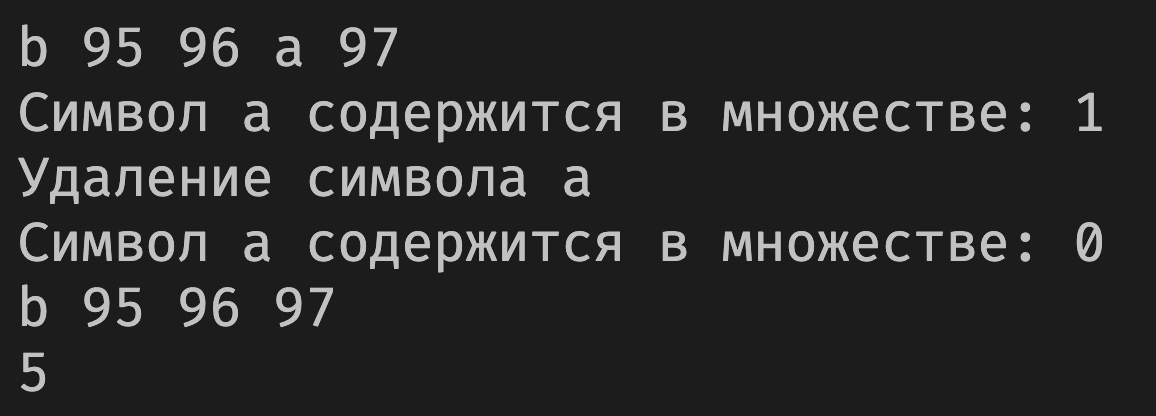 b 95 96 a 97
Символ a содержится в множестве: 1
Удаление символа a
Символ a содержится в множестве: 0
b 95 96 97
5